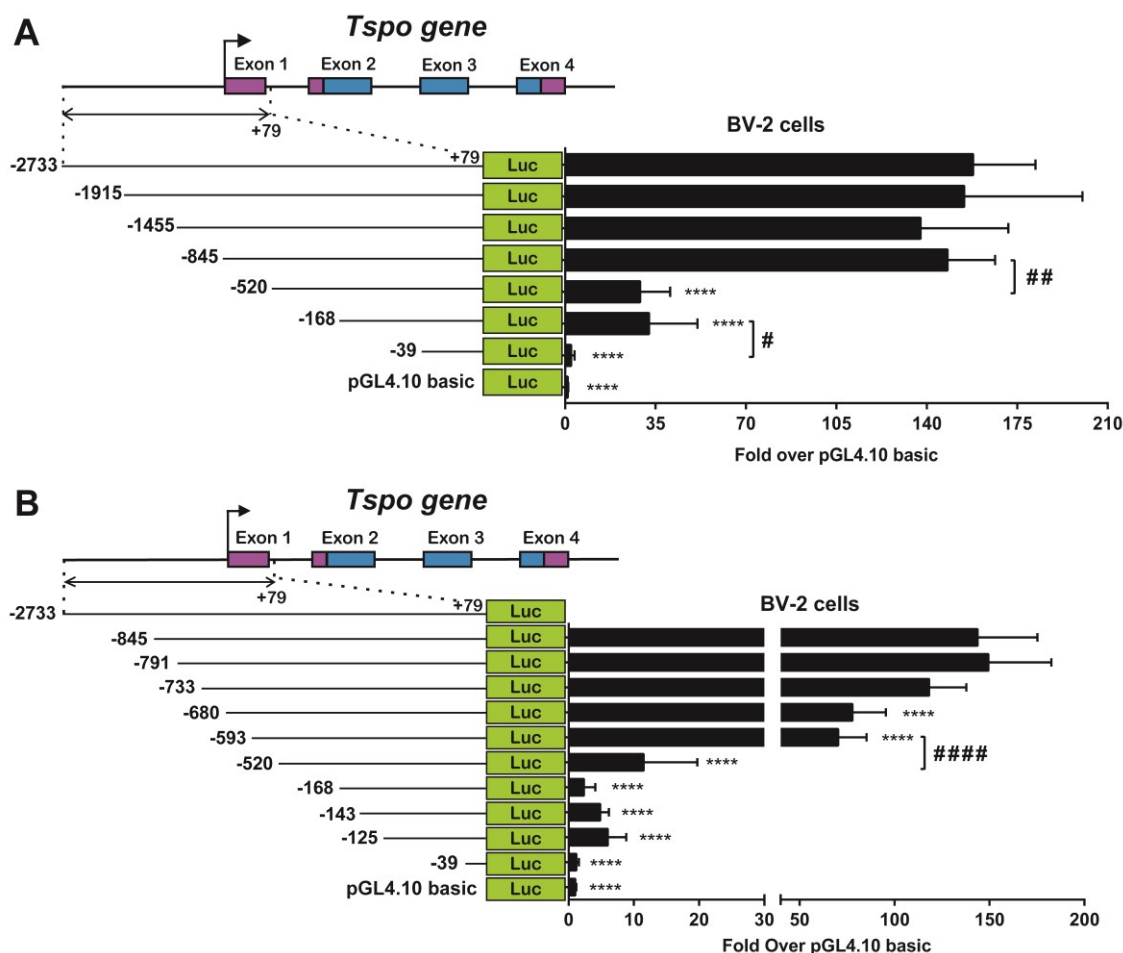 A
Tspo gene
Exon 1 Exon 2 Exon 3 Exon 4
+79
BV-2 cells
-2733 +79 Luc
-1915 Luc
-1455 Luc
-845 Luc
##
-520 Luc ****
-168 Luc ****
#
-39 Luc ****
pGL4.10 basic Luc ****
0 35 70 105 140 175 210
Fold over pGL4.10 basic
B
Tspo gene
Exon 1 Exon 2 Exon 3 Exon 4
+79
BV-2 cells
-2733 +79 Luc
-845 Luc
-791 Luc
-733 Luc
-680 Luc ****
-593 Luc ****
####
-520 Luc ****
-168 Luc ****
-143 Luc ****
-125 Luc ****
-39 Luc ****
pGL4.10 basic Luc ****
0 10 20 30 50 100 150 200
Fold Over pGL4.10 basic